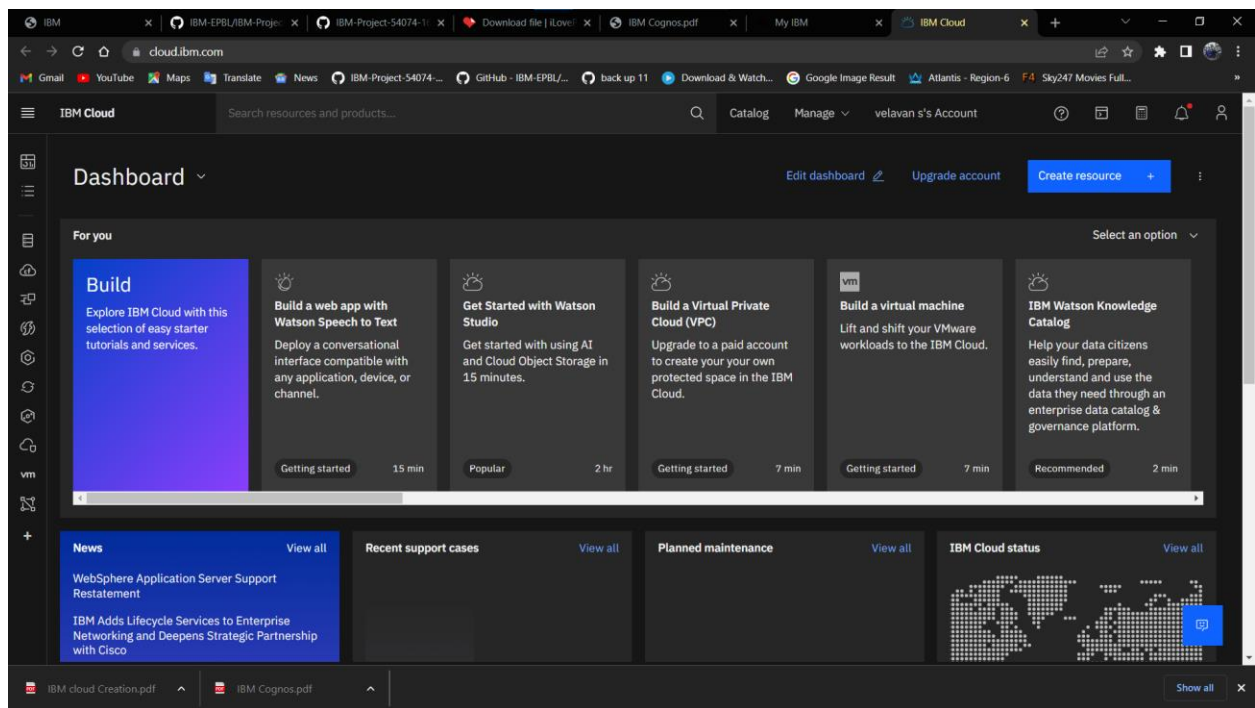 IBM
IBM-EPBL/IBM-Projec
IBM-Project-54074-1
Download file | iLoveP
IBM Cognos.pdf
My IBM
IBM Cloud
cloud.ibm.com
Gmail
YouTube
Maps
Translate
News
IBM-Project-54074-...
GitHub - IBM-EPBL/...
back up 11
Download & Watch...
Google Image Result
Atlantis - Region-6
F4 Sky247 Movies Full...
»
IBM Cloud
Search resources and products...
Catalog
Manage
velavan s's Account
Dashboard
Edit dashboard
Upgrade account
Create resource +
For you
Select an option
Build
Explore IBM Cloud with this
selection of easy starter
tutorials and services.
Build a web app with
Watson Speech to Text
Deploy a conversational
interface compatible with
any application, device, or
channel.
Getting started 15 min
Get Started with Watson
Studio
Get started with using AI
and Cloud Object Storage in
15 minutes.
Popular 2 hr
Build a Virtual Private
Cloud (VPC)
Upgrade to a paid account
to create your your own
protected space in the IBM
Cloud.
Getting started 7 min
vm
Build a virtual machine
Lift and shift your VMware
workloads to the IBM Cloud.
Getting started 7 min
IBM Watson Knowledge
Catalog
Help your data citizens
easily find, prepare,
understand and use the
data they need through an
enterprise data catalog &
governance platform.
Recommended 2 min
vm
News View all
WebSphere Application Server Support
Restatement
IBM Adds Lifecycle Services to Enterprise
Networking and Deepens Strategic Partnership
with Cisco
Recent support cases View all
Planned maintenance View all
IBM Cloud status View all
IBM cloud Creation.pdf
IBM Cognos.pdf
Show all